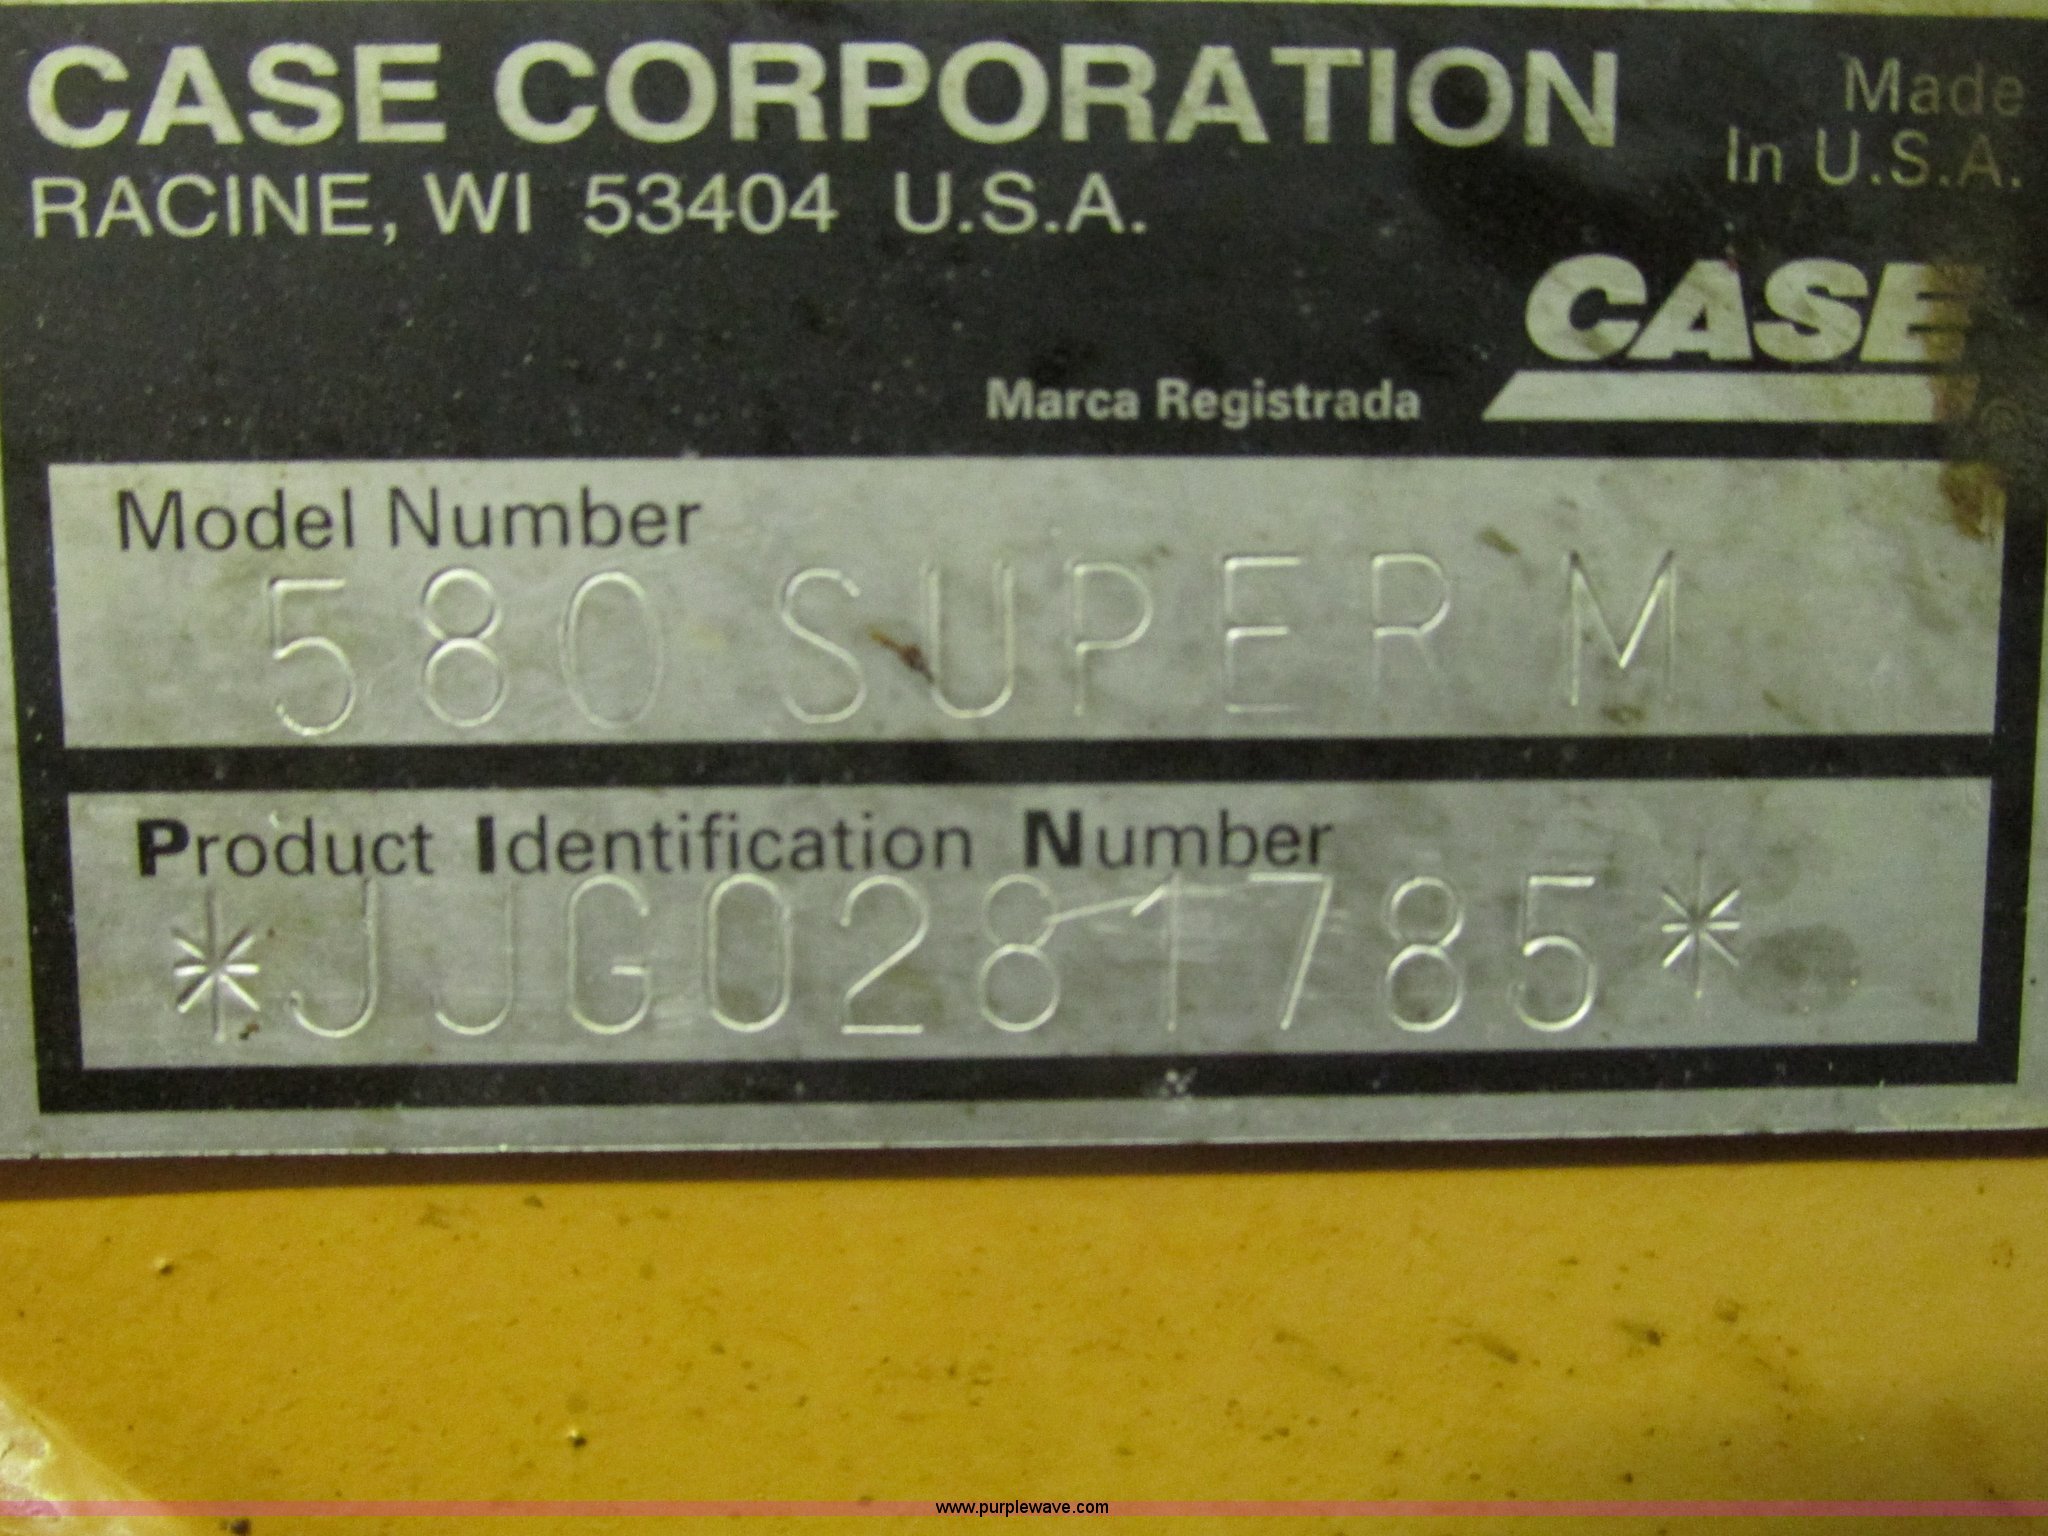 CASE CORPORATION
Made
In U.S.A.
RACINE, WI 53404 U.S.A.
CASE
Marca Registrada
®
Model Number
580 SUPER M
Product Identification Number
*JJG0281785*
www.purplewave.com